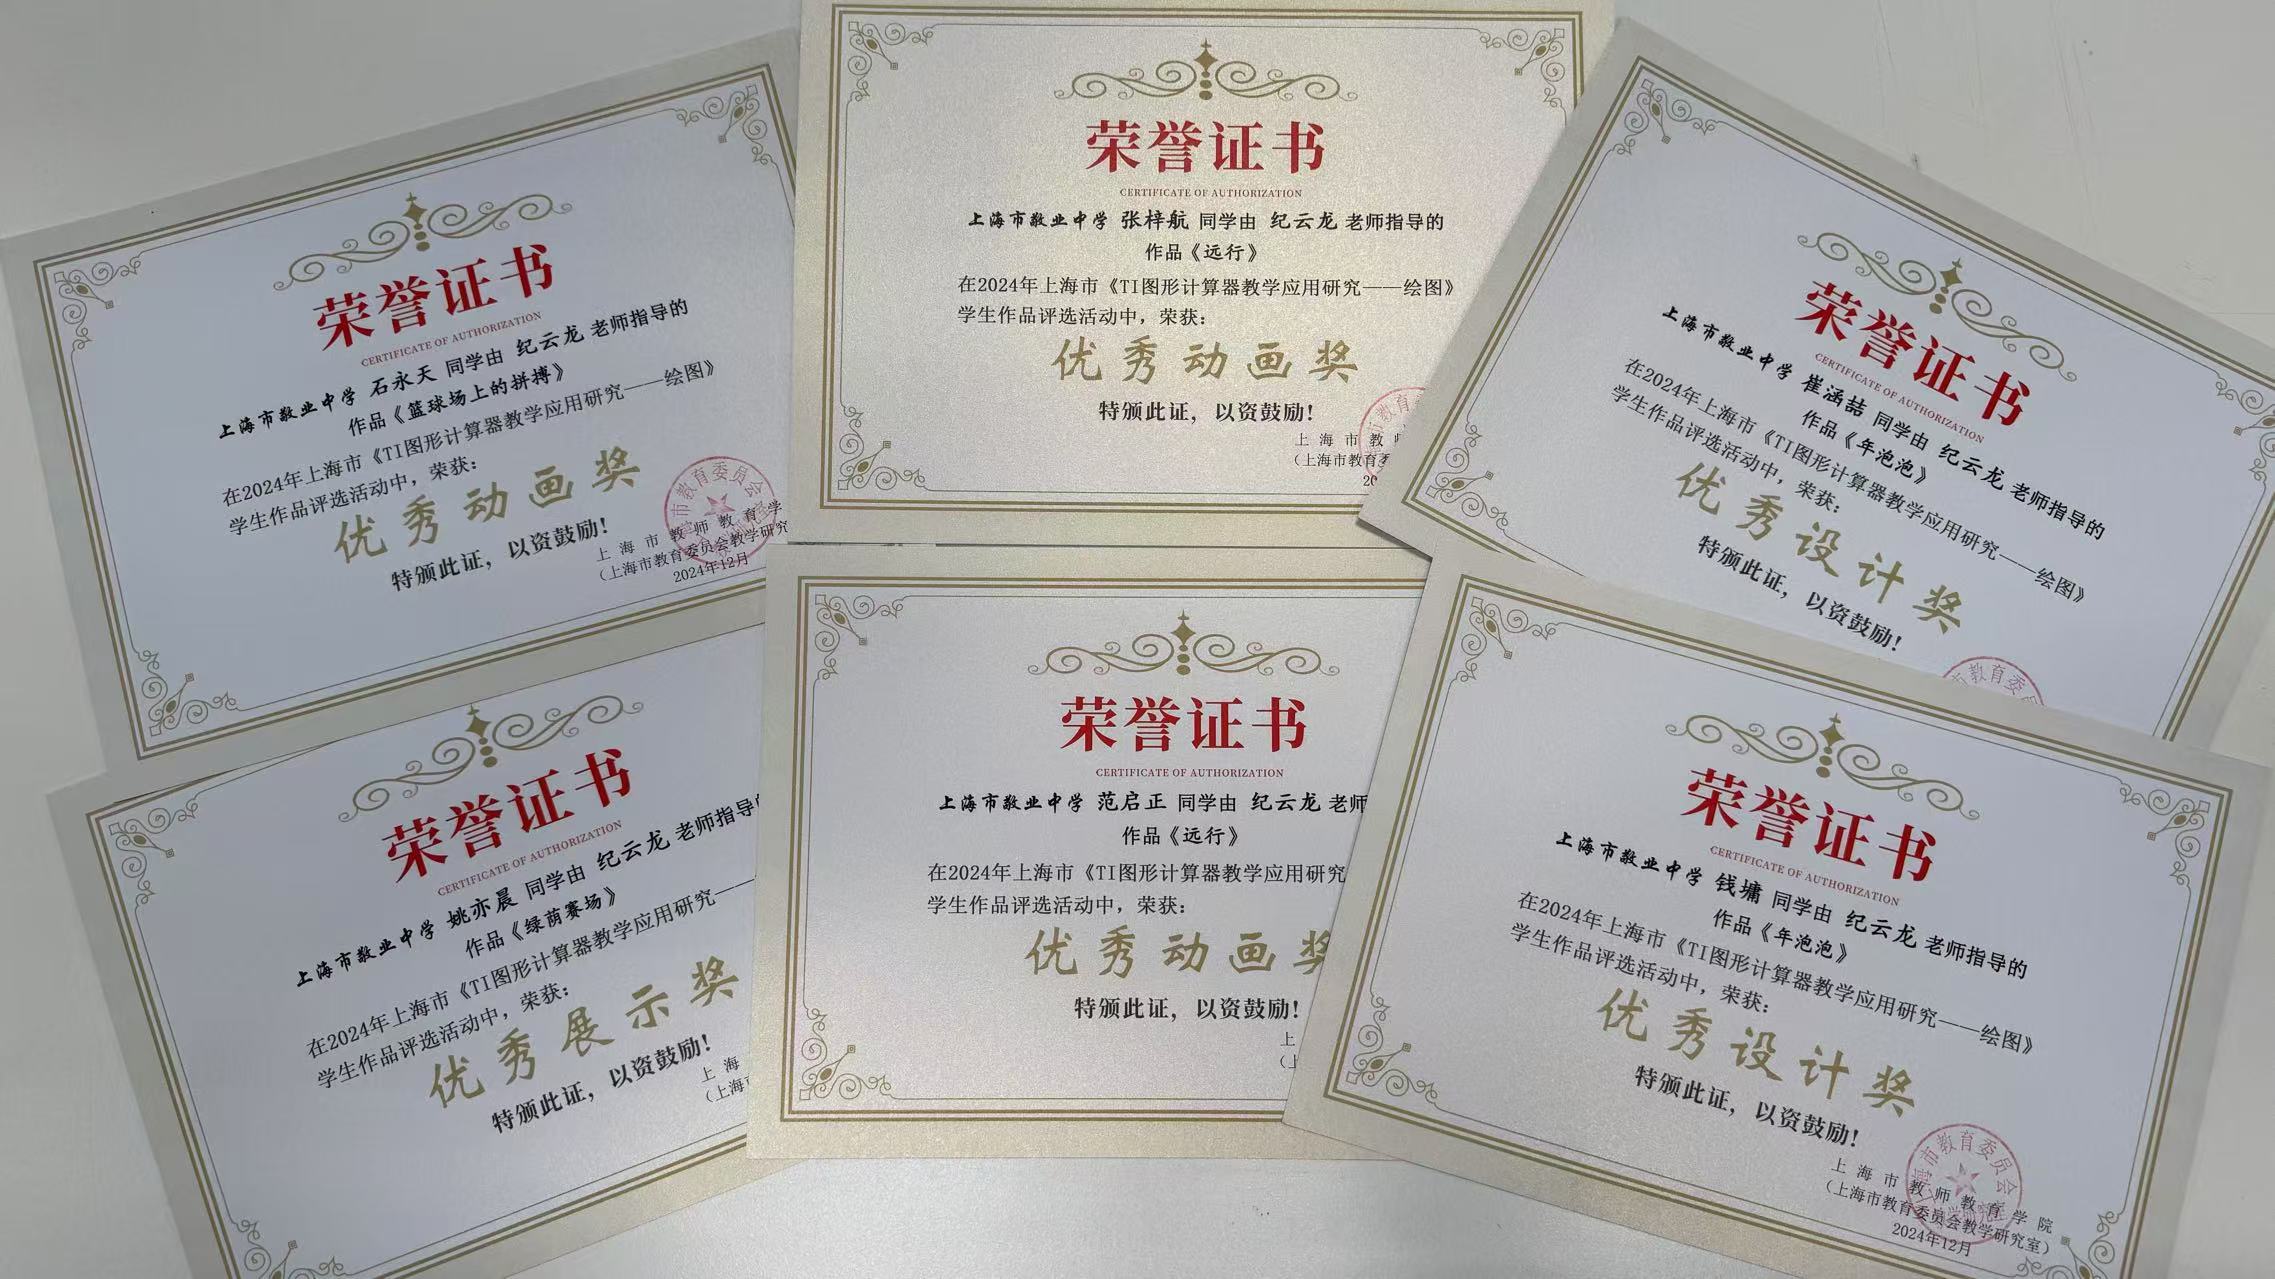 荣誉证书
CERTIFICATE OF AUTHORIZATION
上海市敬业中学 石永天 同学由 纪云龙 老师指导的
作品《篮球场上的拼搏》
在2024年上海市《TI图形计算器教学应用研究——绘图》
学生作品评选活动中，荣获：
优秀动画奖
特颁此证，以资鼓励！
上海市教师教育学
（上海市教育委员会教学研究
2024年12月
荣誉证书
CERTIFICATE OF AUTHORIZATION
上海市敬业中学 张梓航 同学由 纪云龙 老师指导的
作品《远行》
在2024年上海市《TI图形计算器教学应用研究——绘图》
学生作品评选活动中，荣获：
优秀动画奖
特颁此证，以资鼓励！
上海市教
（上海市教育
20
荣誉证书
CERTIFICATE OF AUTHORIZATION
上海市敬业中学 崔涵喆 同学由 纪云龙 老师指导的
作品《年泡泡》
在2024年上海市《TI图形计算器教学应用研究——绘图》
学生作品评选活动中，荣获：
优秀设计奖
特颁此证，以资鼓励！
荣誉证书
CERTIFICATE OF AUTHORIZATION
上海市敬业中学 姚亦晨 同学由 纪云龙 老师指导的
作品《绿荫赛场》
在2024年上海市《TI图形计算器教学应用研究——
学生作品评选活动中，荣获：
优秀展示奖
特颁此证，以资鼓励！
上海
（上海
荣誉证书
CERTIFICATE OF AUTHORIZATION
上海市敬业中学 范启正 同学由 纪云龙 老师
作品《远行》
在2024年上海市《TI图形计算器教学应用研究
学生作品评选活动中，荣获：
优秀动画奖
特颁此证，以资鼓励！
上
（上
荣誉证书
CERTIFICATE OF AUTHORIZATION
上海市敬业中学 钱墉 同学由 纪云龙 老师指导的
作品《年泡泡》
在2024年上海市《TI图形计算器教学应用研究——绘图》
学生作品评选活动中，荣获：
优秀设计奖
特颁此证，以资鼓励！
上海市教师教育学院
（上海市教育委员会教学研究室）
2024年12月